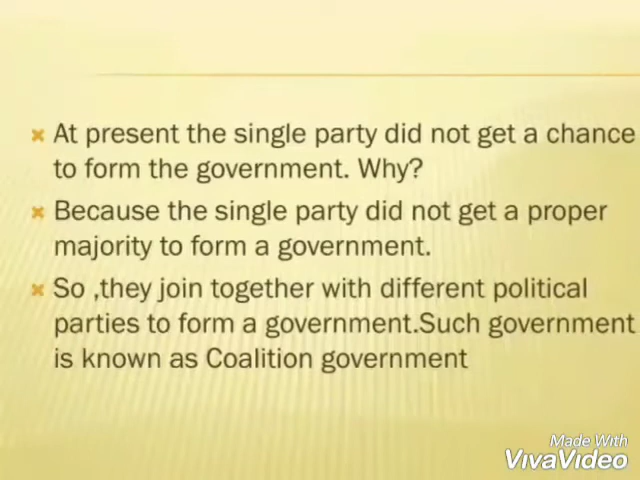 At present the single party did not get a chance
to form the government. Why?
Because the single party did not get a proper
majority to form a government.
So ,they join together with different political
parties to form a government.Such government
is known as Coalition government
Made With
VivaVideo